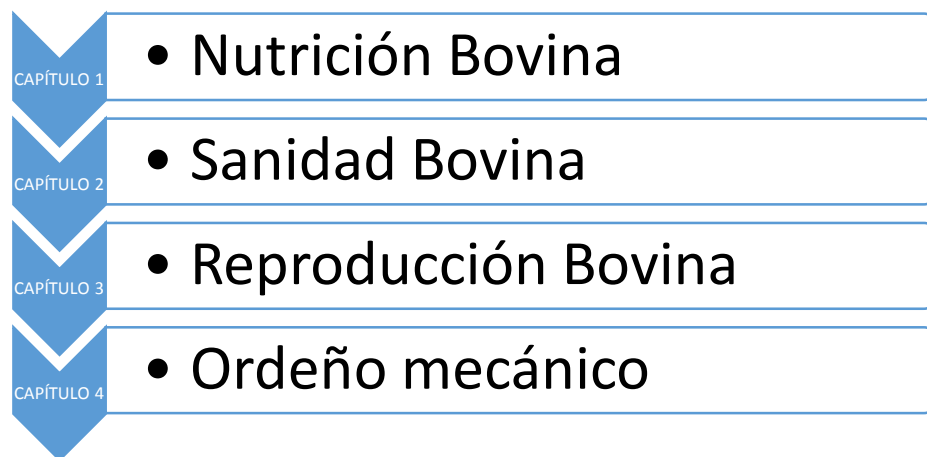 CAPÍTULO 1
• Nutrición Bovina
CAPÍTULO 2
• Sanidad Bovina
CAPÍTULO 3
• Reproducción Bovina
CAPÍTULO 4
• Ordeño mecánico